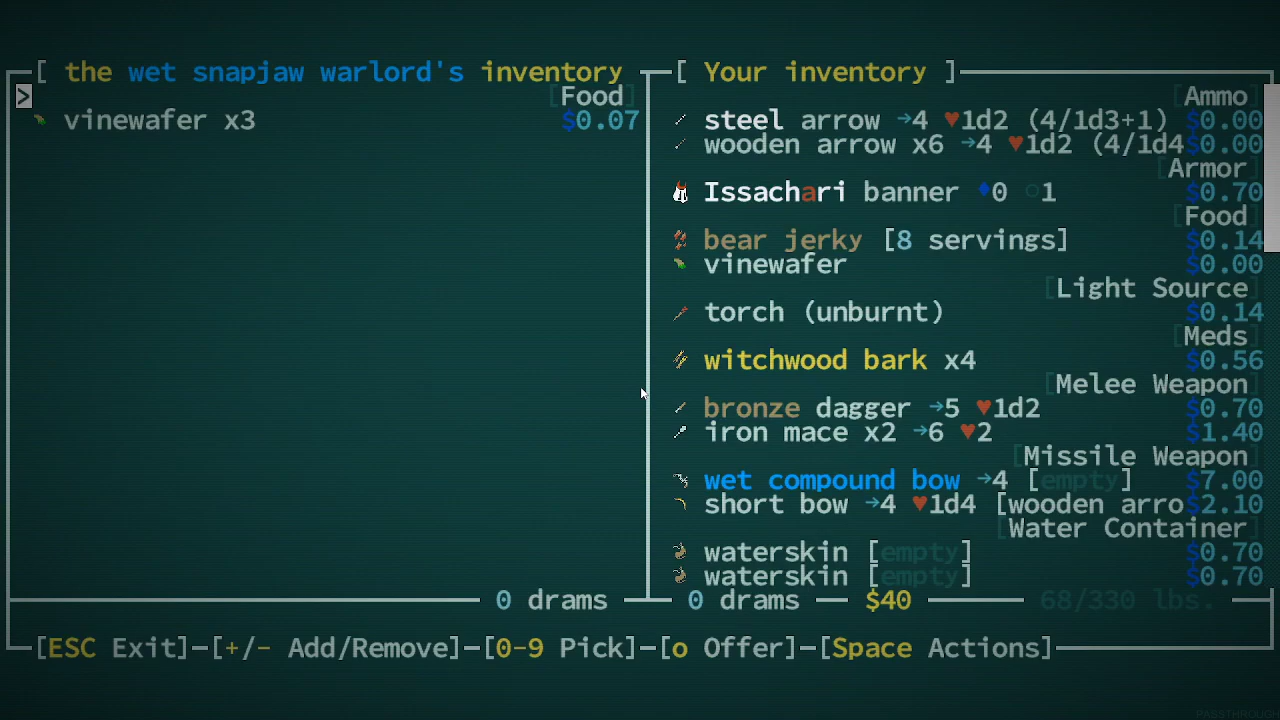 [ the wet snapjaw warlord's inventory
[ Your inventory ]
>
[Food]
vinewafer x3 $0.07
[Ammo]
steel arrow →4 ♥1d2 (4/1d3+1) $0.00
wooden arrow x6 →4 ♥1d2 (4/1d4 $0.00
[Armor]
Issachari banner ♦0 ○1 $0.70
[Food]
bear jerky [8 servings] $0.14
vinewafer $0.00
[Light Source]
torch (unburnt) $0.14
[Meds]
witchwood bark x4 $0.56
[Melee Weapon]
bronze dagger →5 ♥1d2 $0.70
iron mace x2 →6 ♥2 $1.40
[Missile Weapon]
wet compound bow →4 [empty] $7.00
short bow →4 ♥1d4 [wooden arro $2.10
[Water Container]
waterskin [empty] $0.70
waterskin [empty] $0.70
0 drams
0 drams $40 68/330 lbs.
[ESC Exit]-[+/- Add/Remove]-[0-9 Pick]-[o Offer]-[Space Actions]